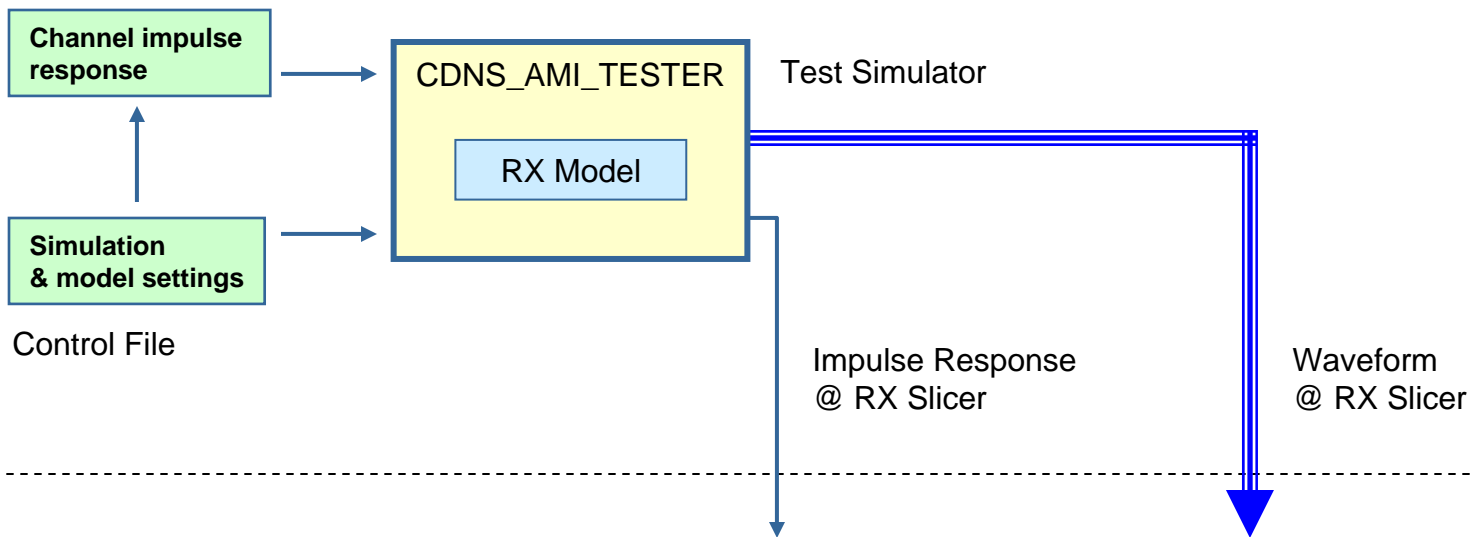 Channel impulse
response
CDNS_AMI_TESTER
Test Simulator
RX Model
Simulation
& model settings
Control File
Impulse Response
@ RX Slicer
Waveform
@ RX Slicer